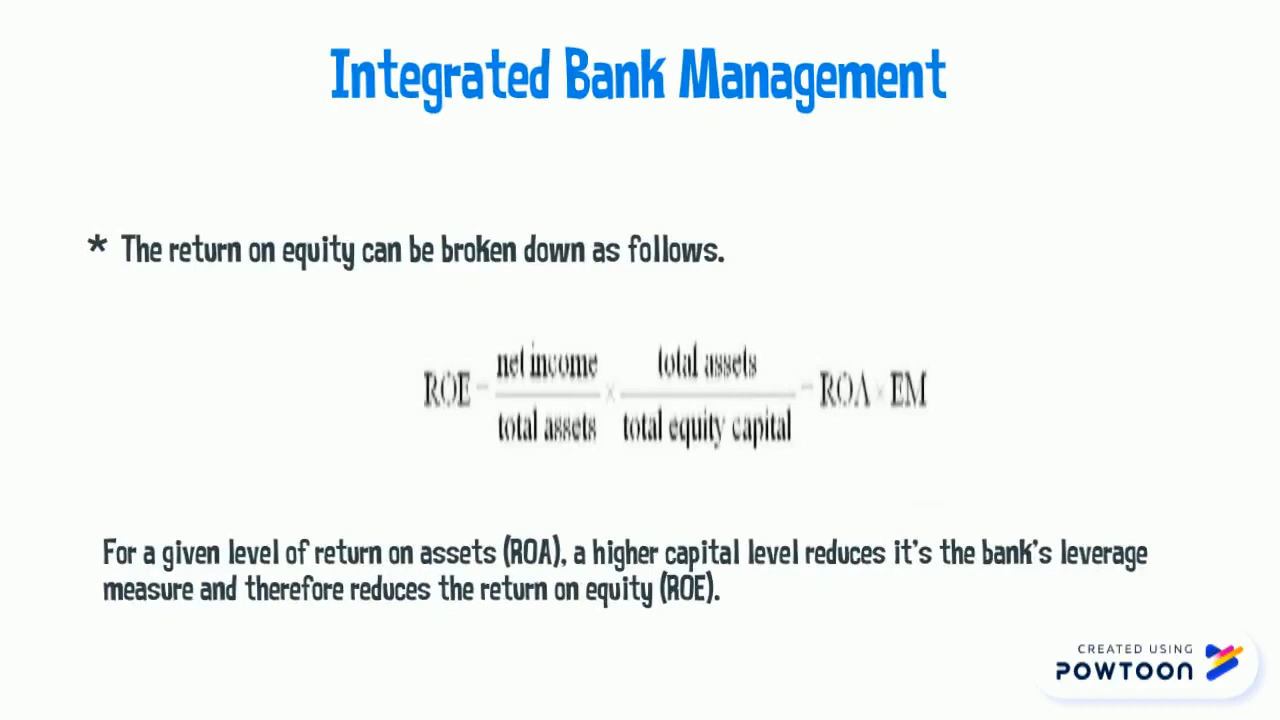 Integrated Bank Management
* The return on equity can be broken down as follows.
ROE = net income / total assets × total assets / total equity capital = ROA × EM
For a given level of return on assets (ROA), a higher capital level reduces it's the bank's leverage
measure and therefore reduces the return on equity (ROE).
CREATED USING
POWTOON